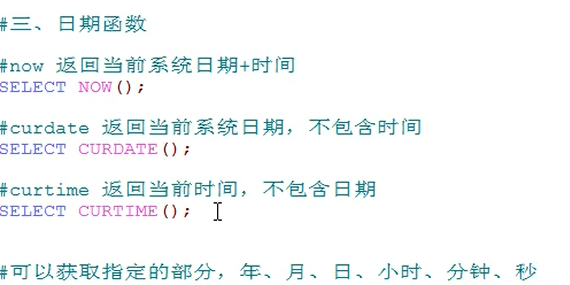 #三、日期函数
#now 返回当前系统日期+时间
SELECT NOW();
#curdate 返回当前系统日期，不包含时间
SELECT CURDATE();
#curtime 返回当前时间，不包含日期
SELECT CURTIME();
#可以获取指定的部分，年、月、日、小时、分钟、秒